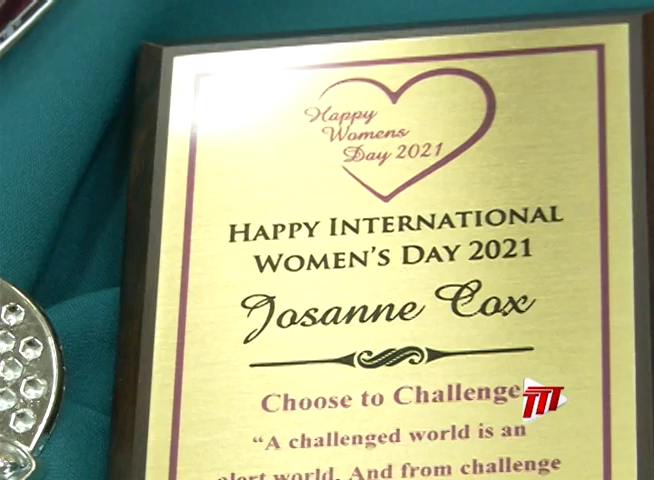 Happy
Womens
Day 2021
HAPPY INTERNATIONAL
WOMEN'S DAY 2021
Josanne Cox
Choose to Challenge
"A challenged world is an
alert world. And from challenge